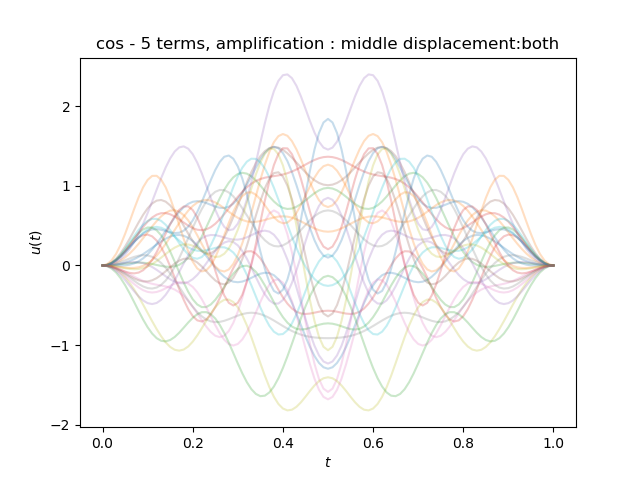 cos - 5 terms, amplification : middle displacement:both
2
1
0
−1
−2
u(t)
0.0 0.2 0.4 0.6 0.8 1.0
t